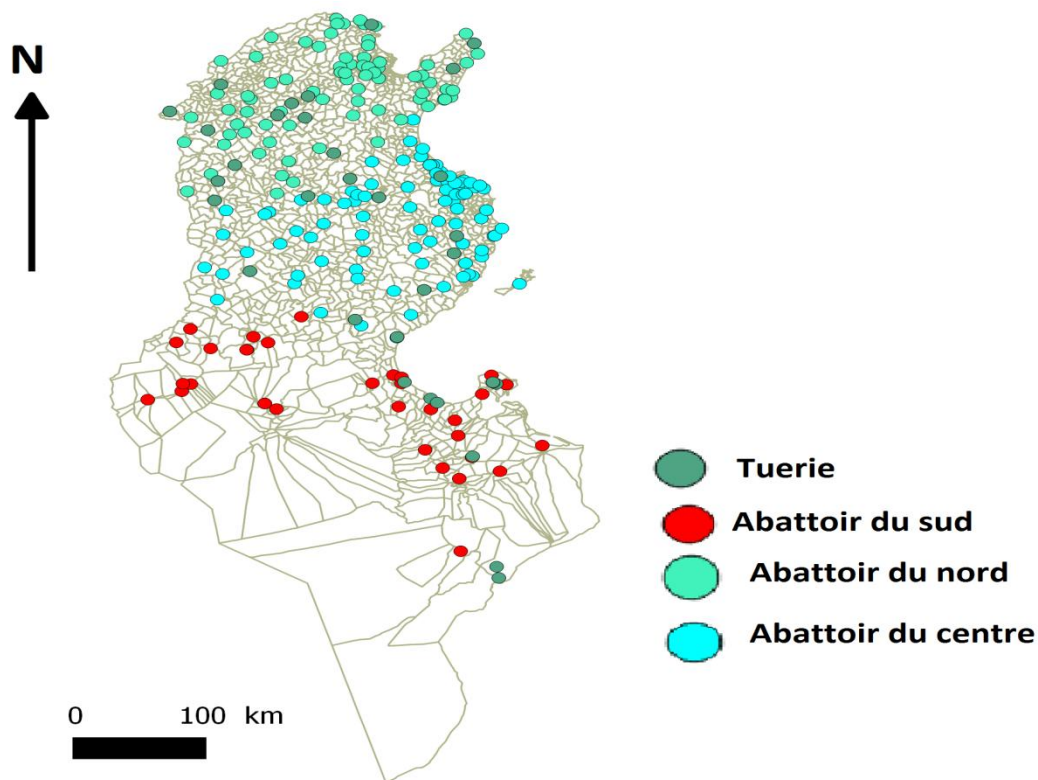 N
Tuerie
Abattoir du sud
Abattoir du nord
Abattoir du centre
0 100 km